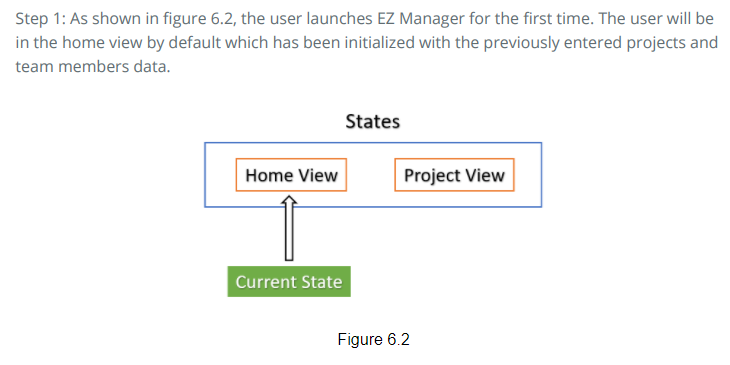 Step 1: As shown in figure 6.2, the user launches EZ Manager for the first time. The user will be
in the home view by default which has been initialized with the previously entered projects and
team members data.
States
Home View
Project View
Current State
Figure 6.2